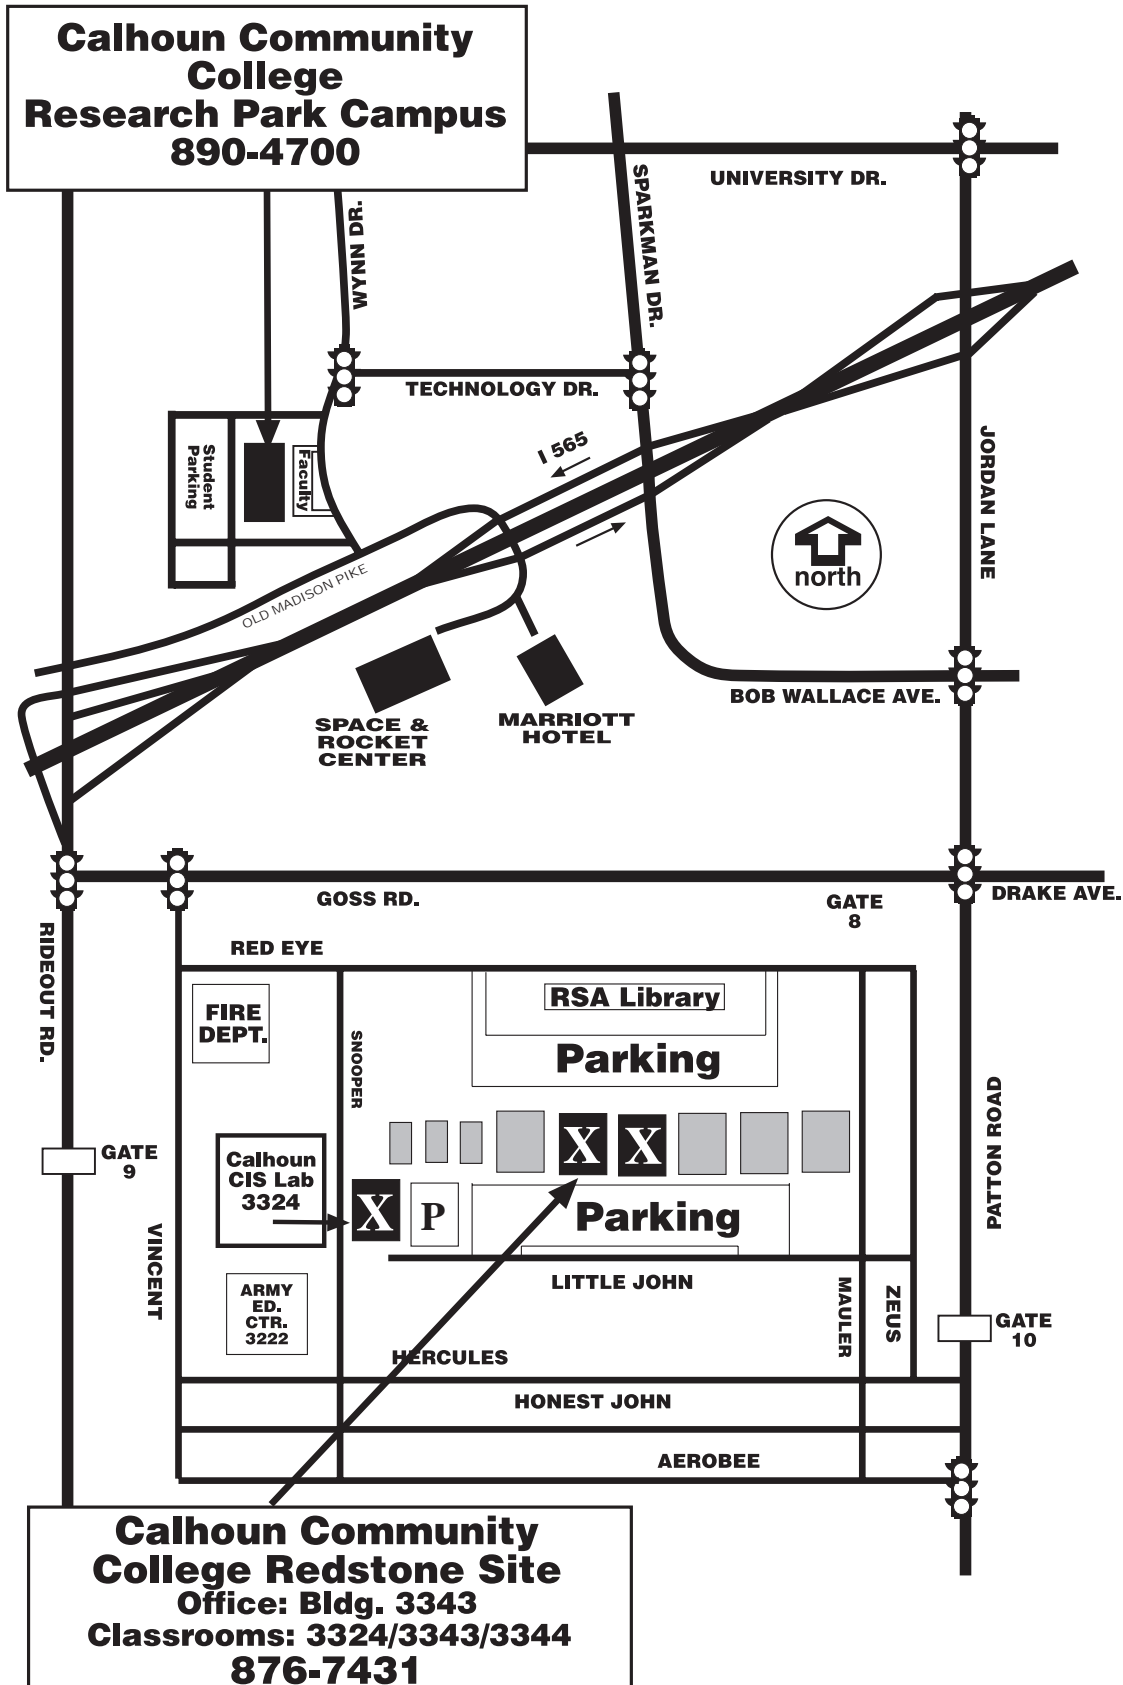 Calhoun Community
College
Research Park Campus
890-4700
UNIVERSITY DR.
WYNN DR.
SPARKMAN DR.
TECHNOLOGY DR.
I 565
Student
Parking
Faculty
JORDAN LANE
north
OLD MADISON PIKE
BOB WALLACE AVE.
SPACE &
ROCKET
CENTER
MARRIOTT
HOTEL
GOSS RD.
GATE
8
DRAKE AVE.
RIDEOUT RD.
RED EYE
FIRE
DEPT.
SNOOPER
RSA Library
Parking
PATTON ROAD
GATE
9
X
X
Calhoun
CIS Lab
3324
X
P
Parking
VINCENT
LITTLE JOHN
ARMY
ED.
CTR.
3222
MAULER
ZEUS
GATE
10
HERCULES
HONEST JOHN
AEROBEE
Calhoun Community
College Redstone Site
Office: Bldg. 3343
Classrooms: 3324/3343/3344
876-7431